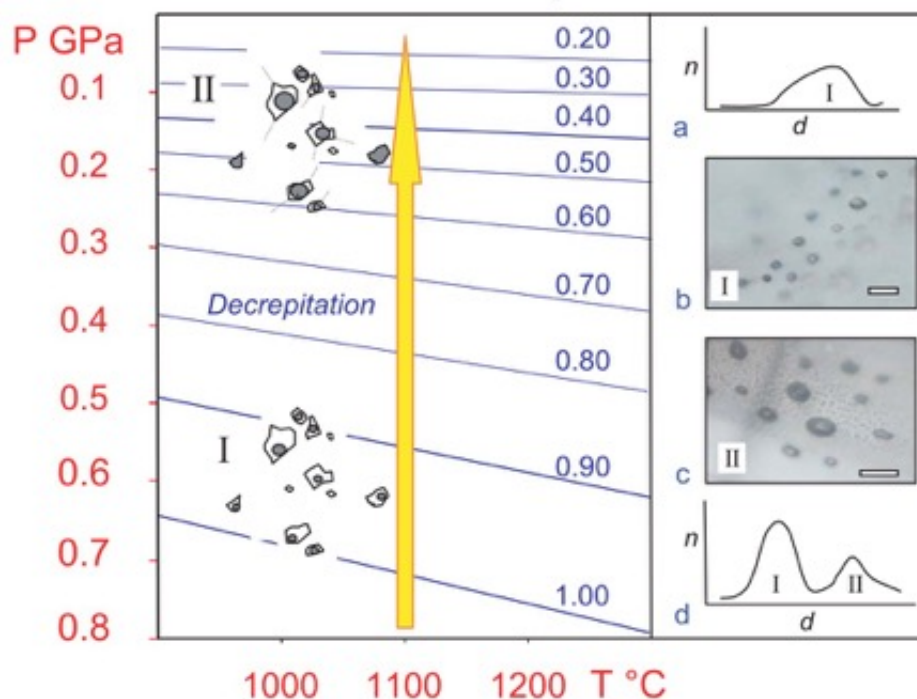 P GPa
0.1
0.2
0.3
0.4
0.5
0.6
0.7
0.8
1000 1100 1200 T °C
II
I
Decrepitation
0.20
0.30
0.40
0.50
0.60
0.70
0.80
0.90
1.00
n
I
d
a
I
b
II
c
n
I II
d
d